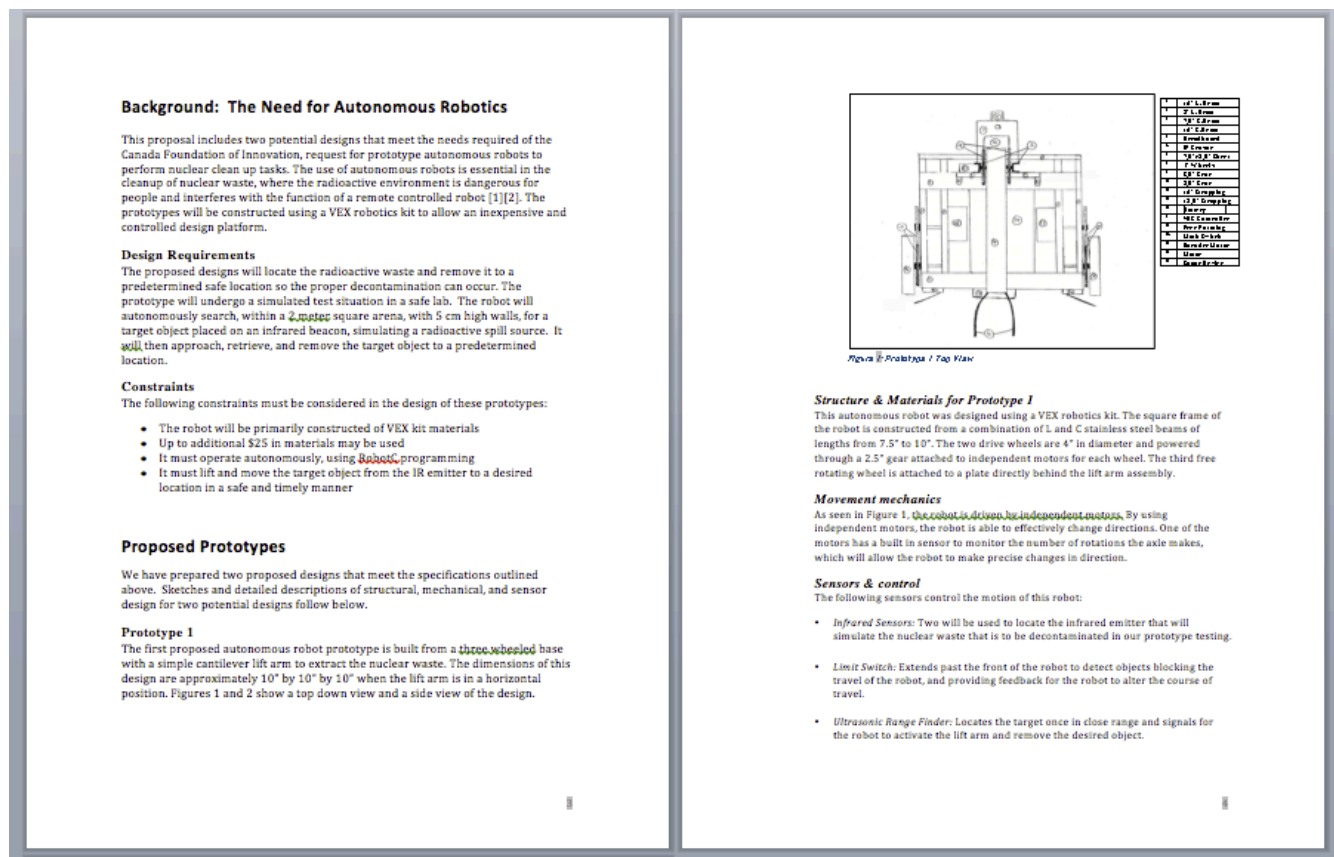 Background:  The Need for Autonomous Robotics
This proposal includes two potential designs that meet the needs required of the
Canada Foundation of Innovation, request for prototype autonomous robots to
perform nuclear clean up tasks. The use of autonomous robots is essential in the
cleanup of nuclear waste, where the radioactive environment is dangerous for
people and interferes with the function of a remote controlled robot [1][2]. The
prototypes will be constructed using a VEX robotics kit to allow an inexpensive and
controlled design platform.
Design Requirements
The proposed designs will locate the radioactive waste and remove it to a
predetermined safe location so the proper decontamination can occur. The
prototype will undergo a simulated test situation in a safe lab.  The robot will
autonomously search, within a 2 meter square arena, with 5 cm high walls, for a
target object placed on an infrared beacon, simulating a radioactive spill source.  It
will then approach, retrieve, and remove the target object to a predetermined
location.
Constraints
The following constraints must be considered in the design of these prototypes:
• The robot will be primarily constructed of VEX kit materials
• Up to additional $25 in materials may be used
• It must operate autonomously, using RobotC programming
• It must lift and move the target object from the IR emitter to a desired
location in a safe and timely manner
Proposed Prototypes
We have prepared two proposed designs that meet the specifications outlined
above.  Sketches and detailed descriptions of structural, mechanical, and sensor
design for two potential designs follow below.
Prototype 1
The first proposed autonomous robot prototype is built from a three wheeled base
with a simple cantilever lift arm to extract the nuclear waste. The dimensions of this
design are approximately 10" by 10" by 10" when the lift arm is in a horizontal
position. Figures 1 and 2 show a top down view and a side view of the design.
Figure 1: Prototype 1 Top View
Structure & Materials for Prototype 1
This autonomous robot was designed using a VEX robotics kit. The square frame of
the robot is constructed from a combination of L and C stainless steel beams of
lengths from 7.5" to 10". The two drive wheels are 4" in diameter and powered
through a 2.5" gear attached to independent motors for each wheel. The third free
rotating wheel is attached to a plate directly behind the lift arm assembly.
Movement mechanics
As seen in Figure 1, the robot is driven by independent motors. By using
independent motors, the robot is able to effectively change directions. One of the
motors has a built in sensor to monitor the number of rotations the axle makes,
which will allow the robot to make precise changes in direction.
Sensors & control
The following sensors control the motion of this robot:
▪ Infrared Sensors: Two will be used to locate the infrared emitter that will
simulate the nuclear waste that is to be decontaminated in our prototype testing.
▪ Limit Switch: Extends past the front of the robot to detect objects blocking the
travel of the robot, and providing feedback for the robot to alter the course of
travel.
▪ Ultrasonic Range Finder: Locates the target once in close range and signals for
the robot to activate the lift arm and remove the desired object.